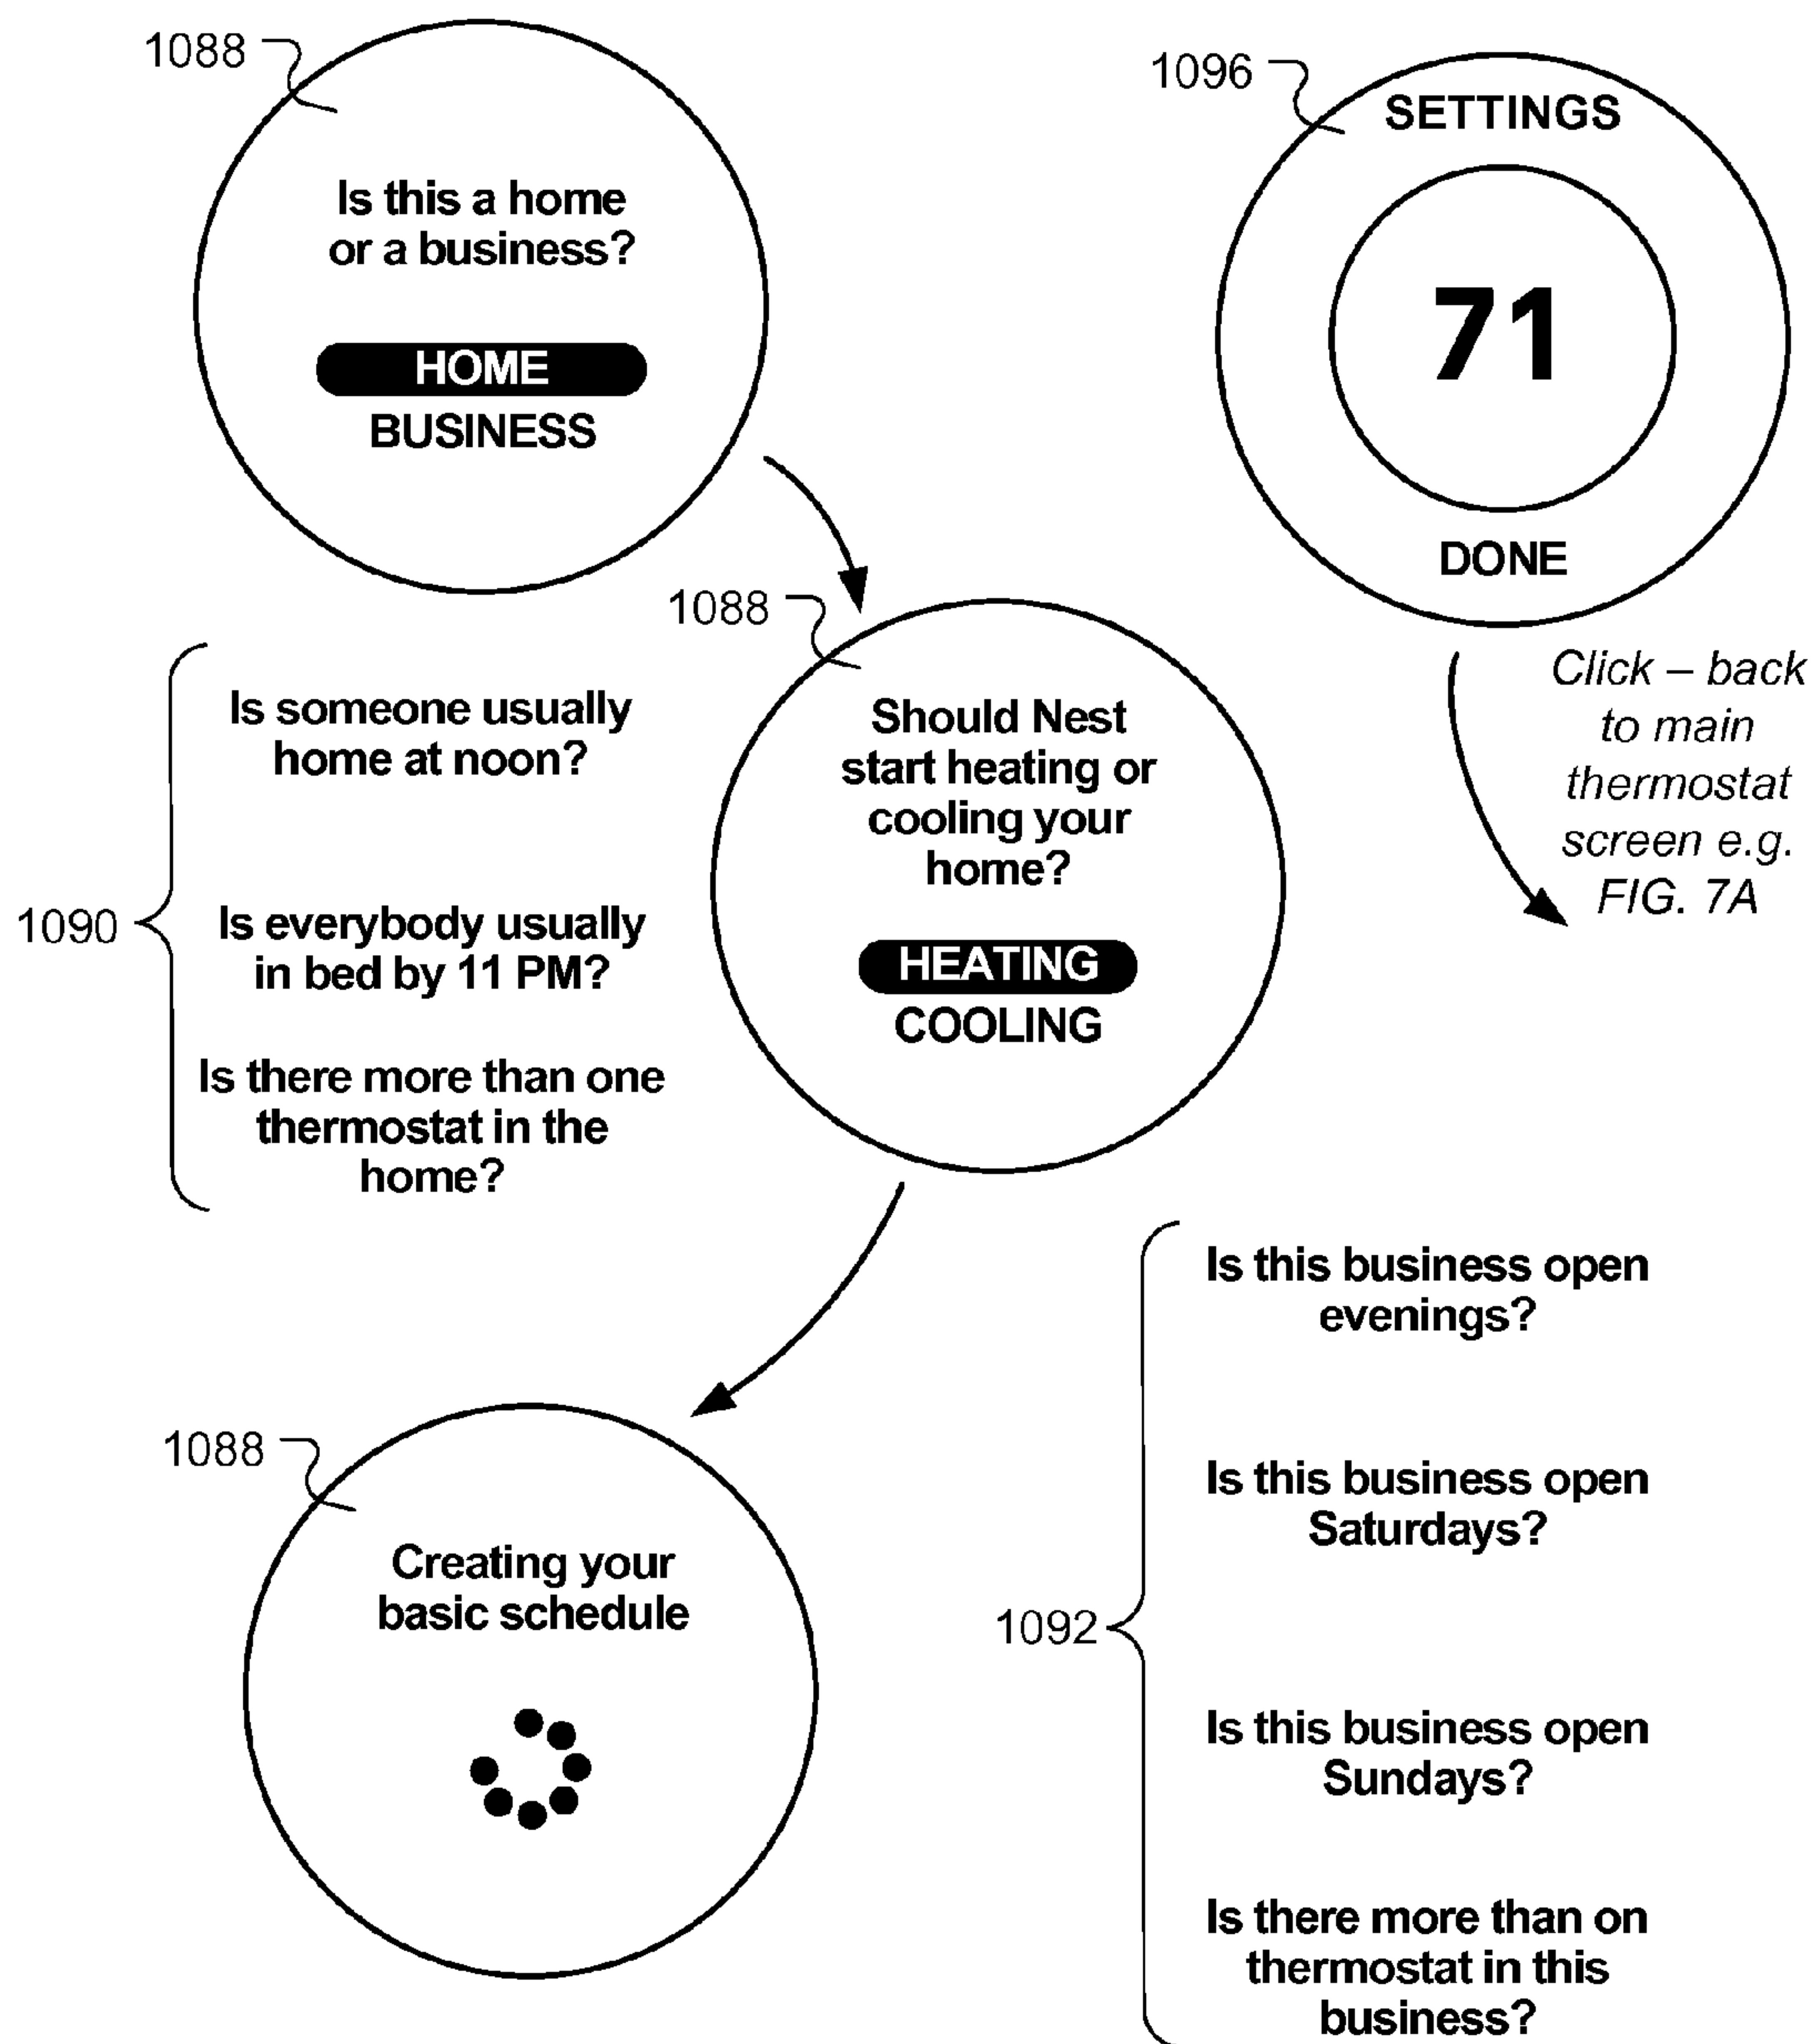 1088
Is this a home
or a business?
HOME
BUSINESS
1096
SETTINGS
71
DONE
Click – back
to main
thermostat
screen e.g.
FIG. 7A
1088
Should Nest
start heating or
cooling your
home?
HEATING
COOLING
1090
Is someone usually
home at noon?
Is everybody usually
in bed by 11 PM?
Is there more than one
thermostat in the
home?
1088
Creating your
basic schedule
1092
Is this business open
evenings?
Is this business open
Saturdays?
Is this business open
Sundays?
Is there more than on
thermostat in this
business?